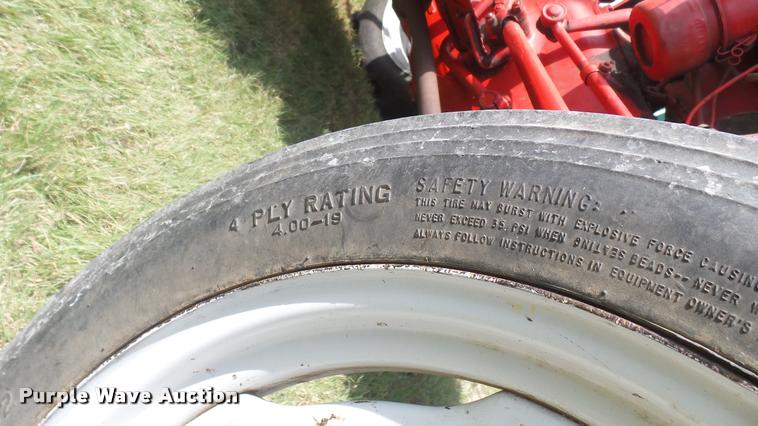 4 PLY RATING
4.00-19
SAFETY WARNING:
THIS TIRE MAY BURST WITH EXPLOSIVE FORCE CAUSING
NEVER EXCEED 35. PSI WHEN BEADS-- NEVER
ALWAYS FOLLOW INSTRUCTIONS IN EQUIPMENT OWNER'S
Purple Wave Auction